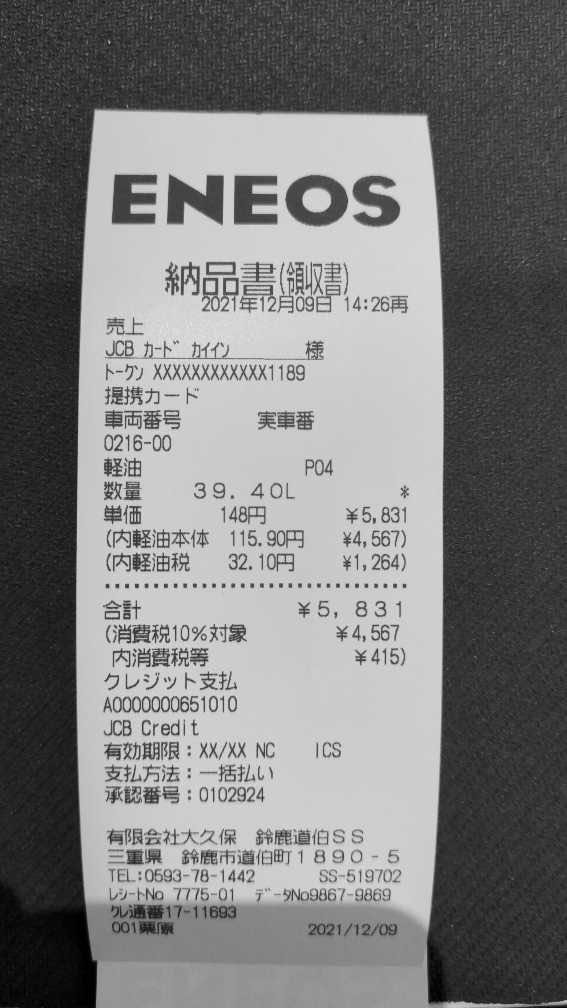 ENEOS
納品書(領収書)
2021年12月09日 14:26再
売上
JCB カード カイイン 様
トークン XXXXXXXXXXXX1189
提携カード
車両番号 実車番
0216-00
軽油 P04
数量 39.40L *
単価 148円 ¥5,831
(内軽油本体 115.90円 ¥4,567)
(内軽油税 32.10円 ¥1,264)
合計 ¥5,831
(消費税10%対象 ¥4,567
内消費税等 ¥415)
クレジット支払
A0000000651010
JCB Credit
有効期限:XX/XX NC ICS
支払方法:一括払い
承認番号:0102924
有限会社大久保 鈴鹿道伯SS
三重県 鈴鹿市道伯町1890-5
TEL:0593-78-1442 SS-519702
レシートNo 7775-01 データNo9867-9869
クレ通番17-11693
001栗原 2021/12/09